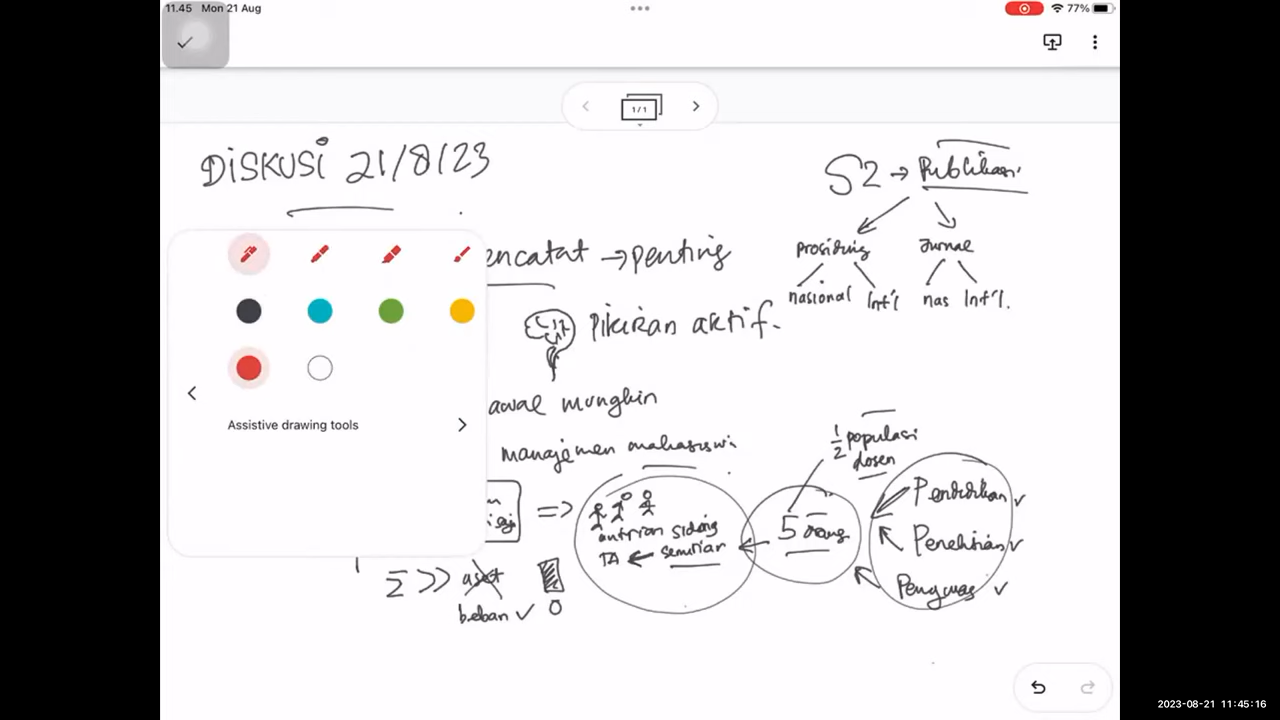 11.45 Mon 21 Aug
77%
1/1
DISKUSI 21/8/23
S2 → Publikasi
encatat → penting
prosiding
Jurnal
nasional
Int'l
nas
Int'l.
Pikiran aktif.
Assistive drawing tools
awal mungkin
manajemen mahasiswa
1/2 populasi
dosen
Pendidikan ✓
=>
antrian sidang
5 orang
Penelitian ✓
TA ← seminar
Σ >> aset
Pengmas ✓
beban ✓
2023-08-21 11:45:16